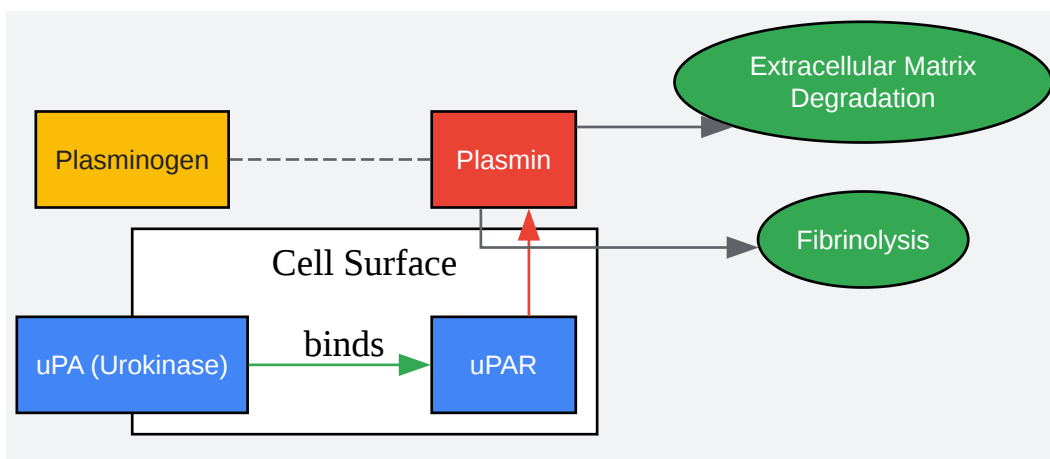 Extracellular Matrix
Degradation
Plasminogen
Plasmin
Fibrinolysis
Cell Surface
binds
uPA (Urokinase)
uPAR